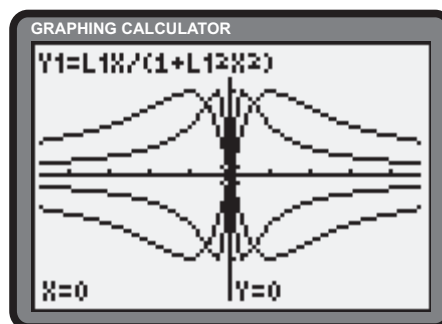 GRAPHING CALCULATOR
Y1=L1X/(1+L1²X²)
X=0 Y=0